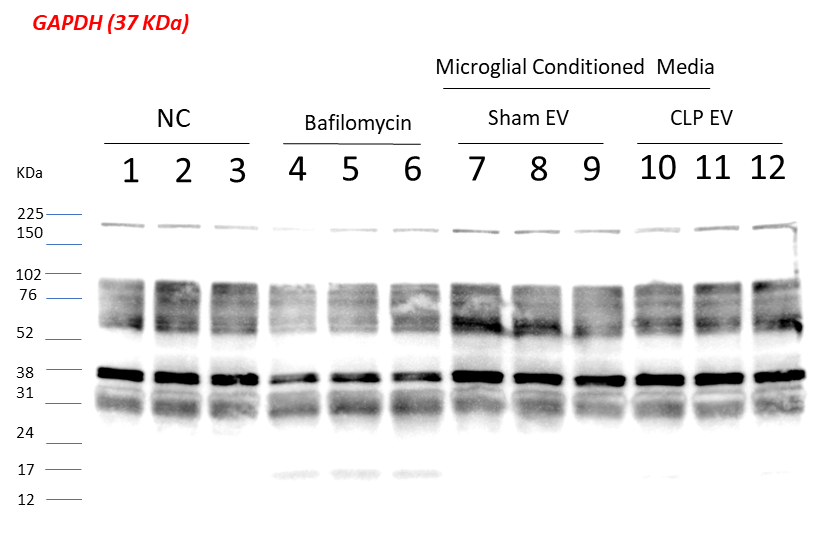 GAPDH (37 KDa)
Microglial Conditioned Media
NC
Bafilomycin
Sham EV
CLP EV
KDa
1 2 3 4 5 6 7 8 9 10 11 12
225
150
102
76
52
38
31
24
17
12